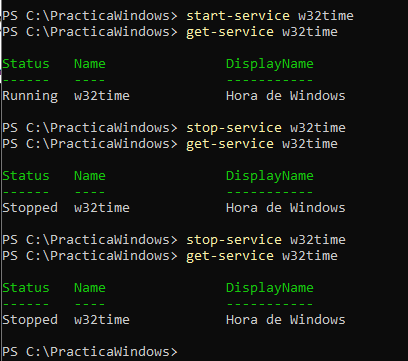 PS C:\PracticaWindows> start-service w32time
PS C:\PracticaWindows> get-service w32time
Status   Name               DisplayName
------   ----               -----------
Running  w32time            Hora de Windows
PS C:\PracticaWindows> stop-service w32time
PS C:\PracticaWindows> get-service w32time
Status   Name               DisplayName
------   ----               -----------
Stopped  w32time            Hora de Windows
PS C:\PracticaWindows> stop-service w32time
PS C:\PracticaWindows> get-service w32time
Status   Name               DisplayName
------   ----               -----------
Stopped  w32time            Hora de Windows
PS C:\PracticaWindows>